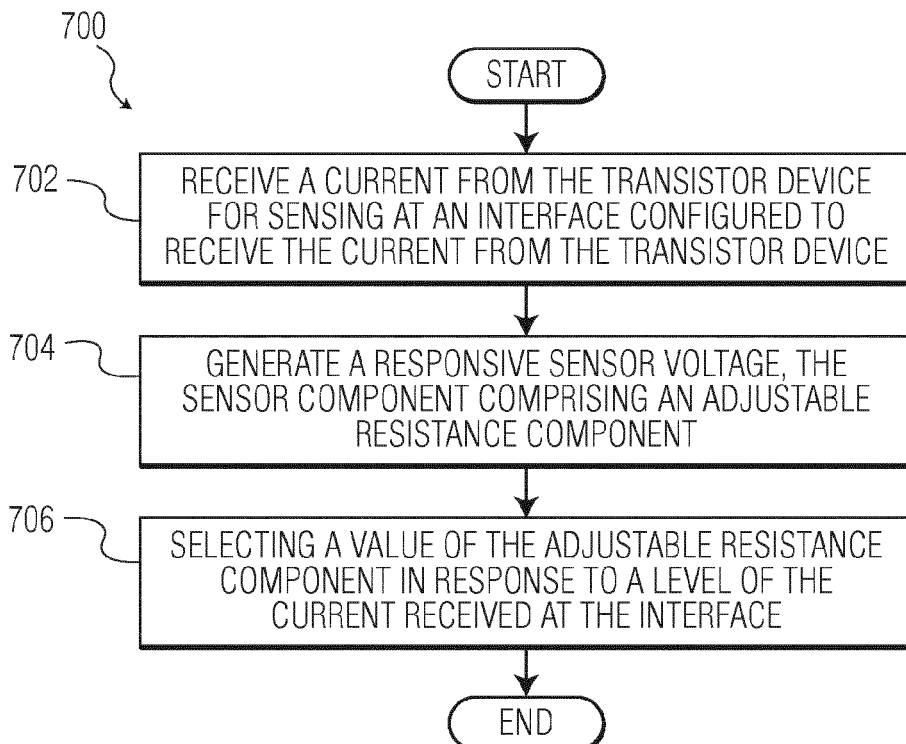 700
START
702
RECEIVE A CURRENT FROM THE TRANSISTOR DEVICE
FOR SENSING AT AN INTERFACE CONFIGURED TO
RECEIVE THE CURRENT FROM THE TRANSISTOR DEVICE
704
GENERATE A RESPONSIVE SENSOR VOLTAGE, THE
SENSOR COMPONENT COMPRISING AN ADJUSTABLE
RESISTANCE COMPONENT
706
SELECTING A VALUE OF THE ADJUSTABLE RESISTANCE
COMPONENT IN RESPONSE TO A LEVEL OF THE
CURRENT RECEIVED AT THE INTERFACE
END